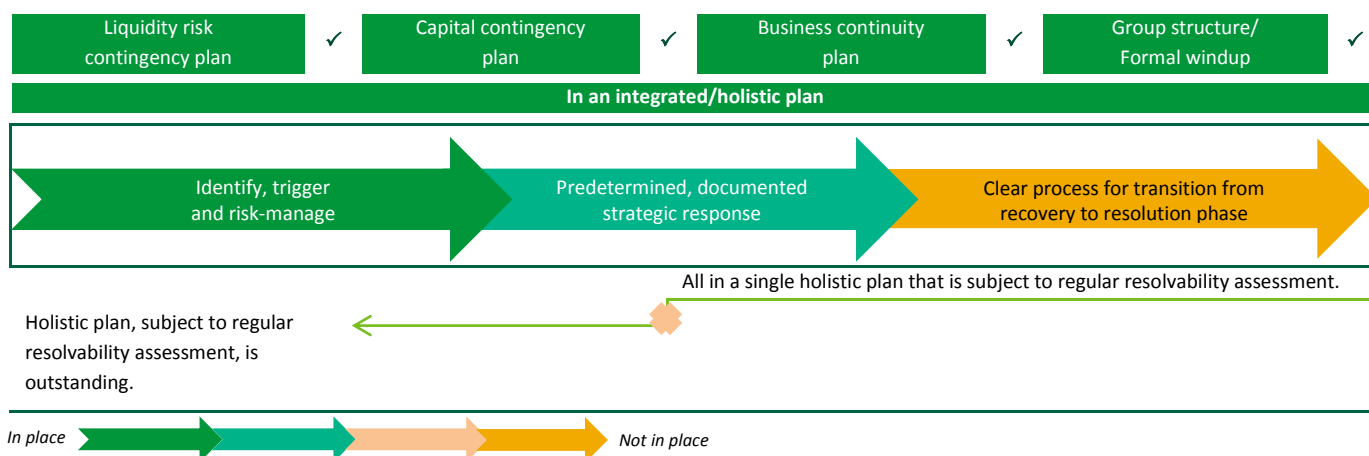 Liquidity risk
contingency plan
✓
Capital contingency
plan
✓
Business continuity
plan
✓
Group structure/
Formal windup
✓
In an integrated/holistic plan
Identify, trigger
and risk-manage
Predetermined, documented
strategic response
Clear process for transition from
recovery to resolution phase
All in a single holistic plan that is subject to regular resolvability assessment.
Holistic plan, subject to regular
resolvability assessment, is
outstanding.
In place
Not in place